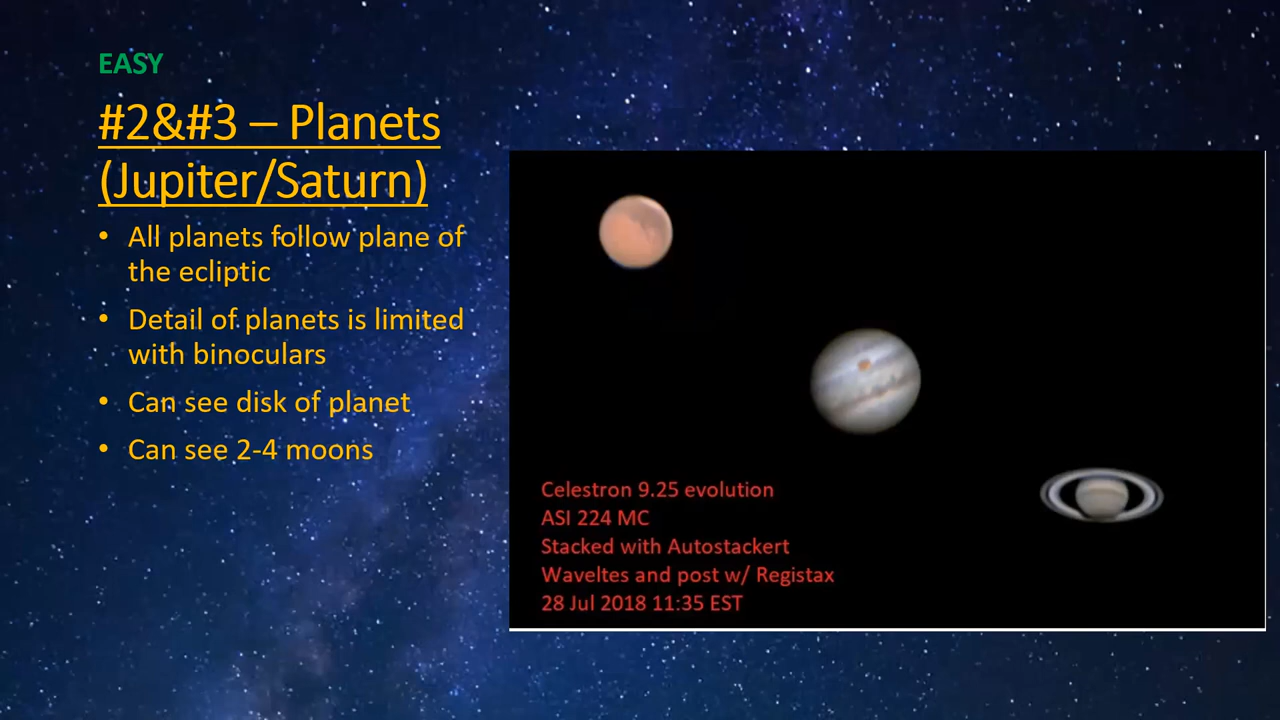 EASY
#2&#3 – Planets
(Jupiter/Saturn)
• All planets follow plane of
the ecliptic
• Detail of planets is limited
with binoculars
• Can see disk of planet
• Can see 2-4 moons
Celestron 9.25 evolution
ASI 224 MC
Stacked with Autostackert
Waveltes and post w/ Registax
28 Jul 2018 11:35 EST